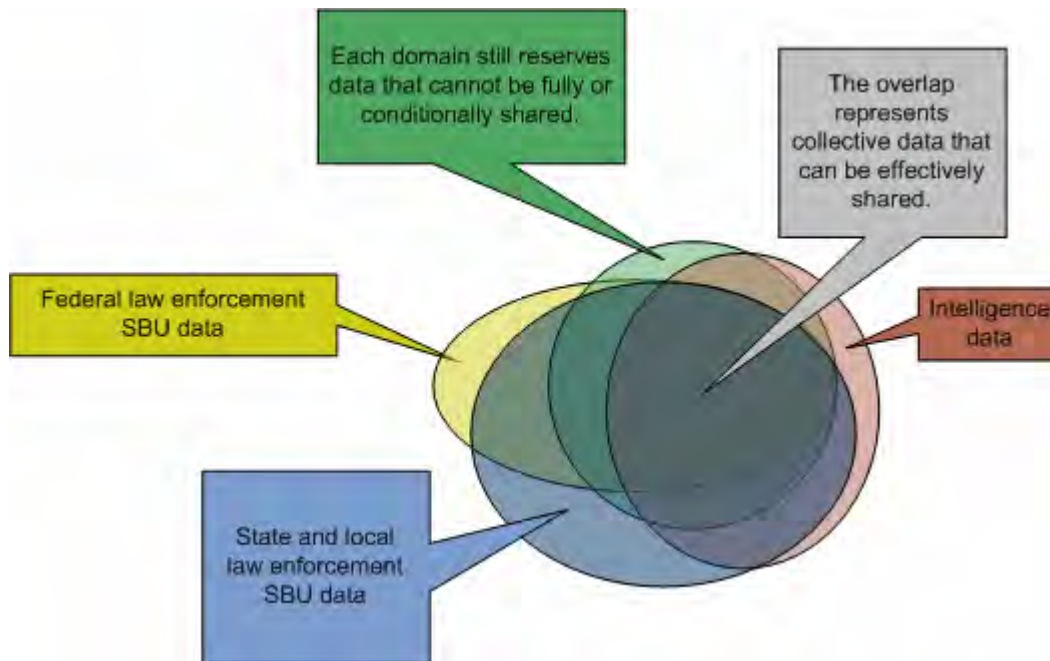 Each domain still reserves
data that cannot be fully or
conditionally shared.
The overlap
represents
collective data that
can be effectively
shared.
Federal law enforcement
SBU data
Intelligence
data
State and local
law enforcement
SBU data